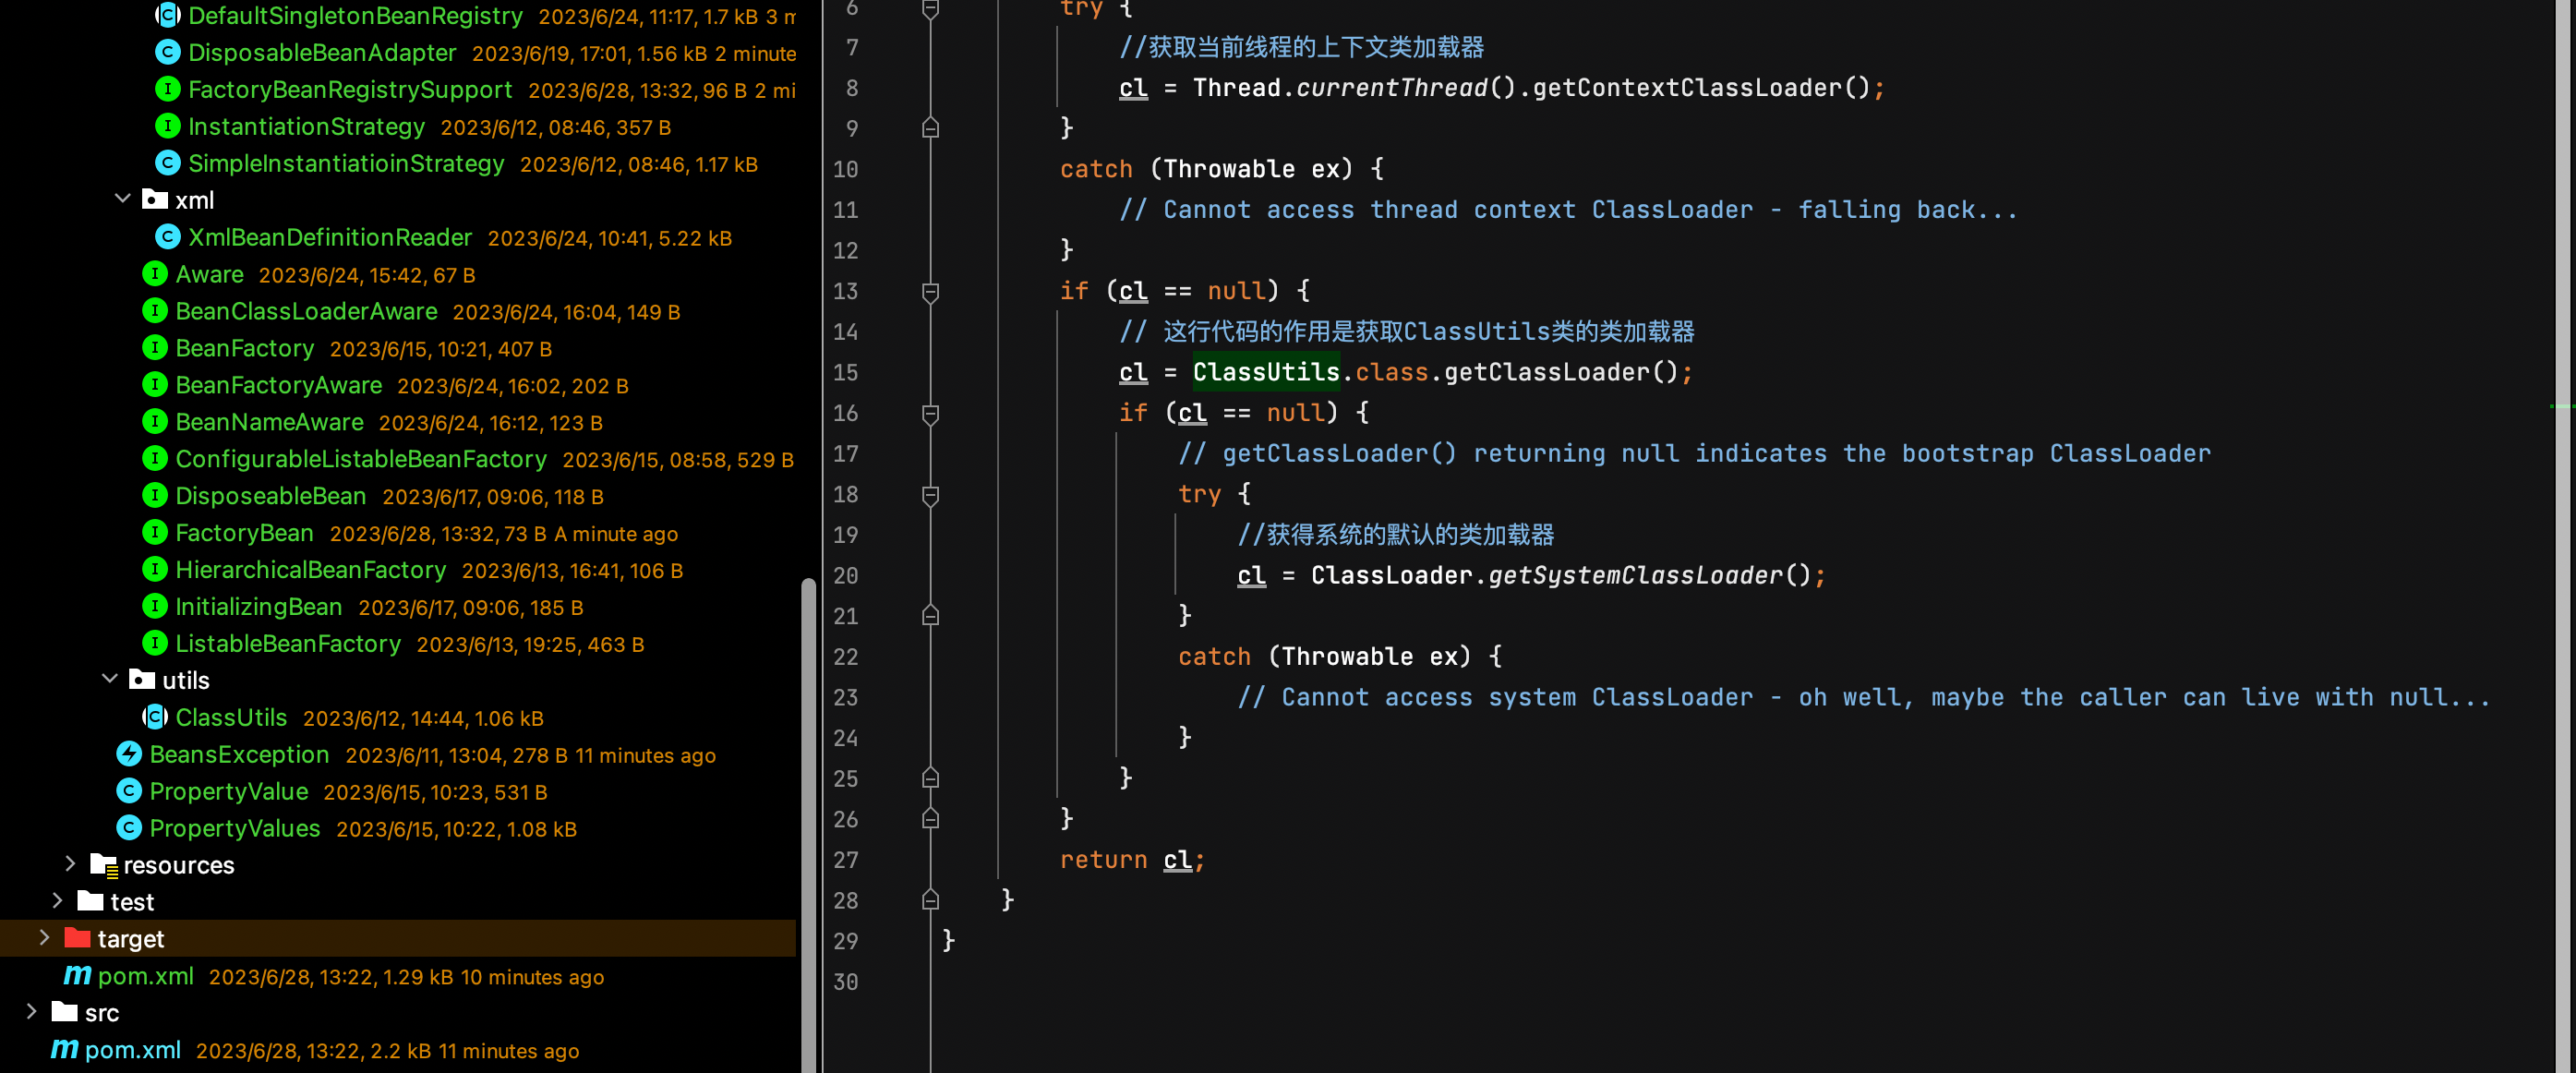 DefaultSingletonBeanRegistry 2023/6/24, 11:17, 1.7 kB 3 m
DisposableBeanAdapter 2023/6/19, 17:01, 1.56 kB 2 minute
FactoryBeanRegistrySupport 2023/6/28, 13:32, 96 B 2 mi
InstantiationStrategy 2023/6/12, 08:46, 357 B
SimpleInstantiatioinStrategy 2023/6/12, 08:46, 1.17 kB
xml
XmlBeanDefinitionReader 2023/6/24, 10:41, 5.22 kB
Aware 2023/6/24, 15:42, 67 B
BeanClassLoaderAware 2023/6/24, 16:04, 149 B
BeanFactory 2023/6/15, 10:21, 407 B
BeanFactoryAware 2023/6/24, 16:02, 202 B
BeanNameAware 2023/6/24, 16:12, 123 B
ConfigurableListableBeanFactory 2023/6/15, 08:58, 529 B
DisposeableBean 2023/6/17, 09:06, 118 B
FactoryBean 2023/6/28, 13:32, 73 B A minute ago
HierarchicalBeanFactory 2023/6/13, 16:41, 106 B
InitializingBean 2023/6/17, 09:06, 185 B
ListableBeanFactory 2023/6/13, 19:25, 463 B
utils
ClassUtils 2023/6/12, 14:44, 1.06 kB
BeansException 2023/6/11, 13:04, 278 B 11 minutes ago
PropertyValue 2023/6/15, 10:23, 531 B
PropertyValues 2023/6/15, 10:22, 1.08 kB
resources
test
target
pom.xml 2023/6/28, 13:22, 1.29 kB 10 minutes ago
src
pom.xml 2023/6/28, 13:22, 2.2 kB 11 minutes ago
6 try {
7 //获取当前线程的上下文类加载器
8 cl = Thread.currentThread().getContextClassLoader();
9 }
10 catch (Throwable ex) {
11 // Cannot access thread context ClassLoader - falling back...
12 }
13 if (cl == null) {
14 // 这行代码的作用是获取ClassUtils类的类加载器
15 cl = ClassUtils.class.getClassLoader();
16 if (cl == null) {
17 // getClassLoader() returning null indicates the bootstrap ClassLoader
18 try {
19 //获得系统的默认的类加载器
20 cl = ClassLoader.getSystemClassLoader();
21 }
22 catch (Throwable ex) {
23 // Cannot access system ClassLoader - oh well, maybe the caller can live with null...
24 }
25 }
26 }
27 return cl;
28 }
29 }
30